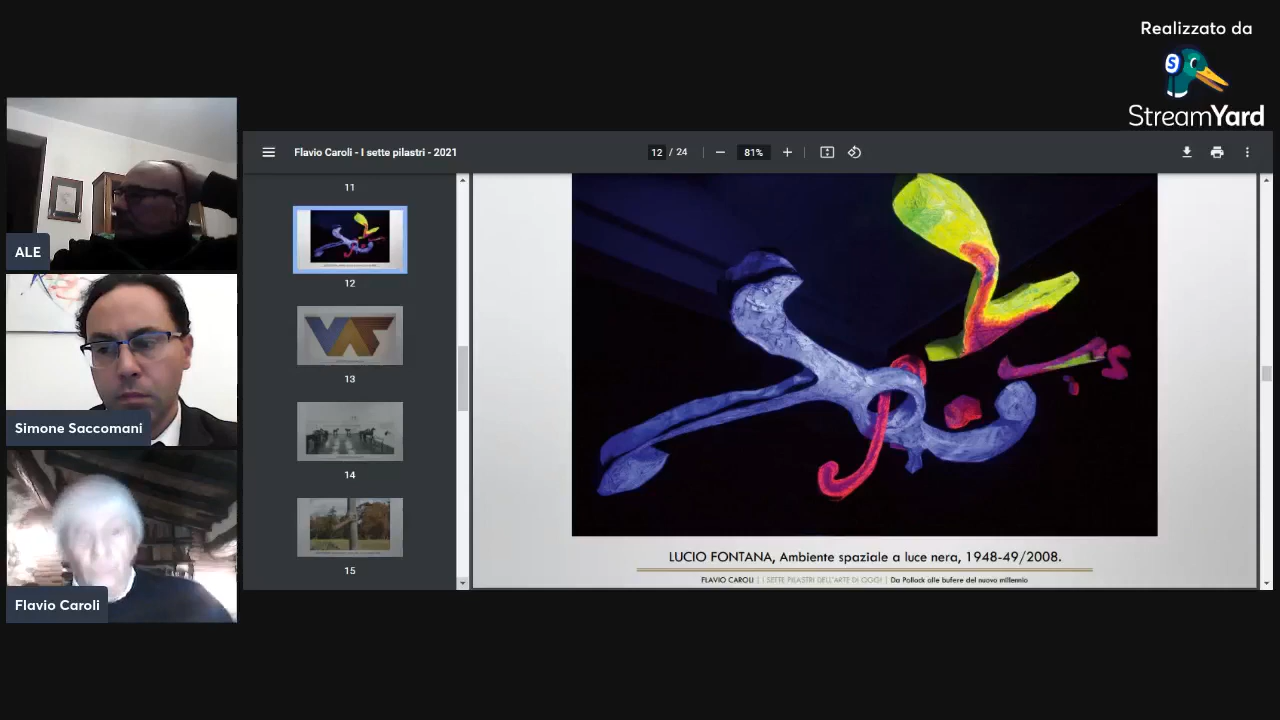 Realizzato da
StreamYard
Flavio Caroli - I sette pilastri - 2021
12 / 24
81%
11
12
13
14
15
ALE
Simone Saccomani
Flavio Caroli
LUCIO FONTANA, Ambiente spaziale a luce nera, 1948-49/2008.
FLAVIO CAROLI | I SETTE PILASTRI DELL'ARTE DI OGGI | Da Pollock alle bufere del nuovo millennio